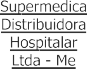 Supermedica
Distribuidora
Hospitalar
Ltda - Me